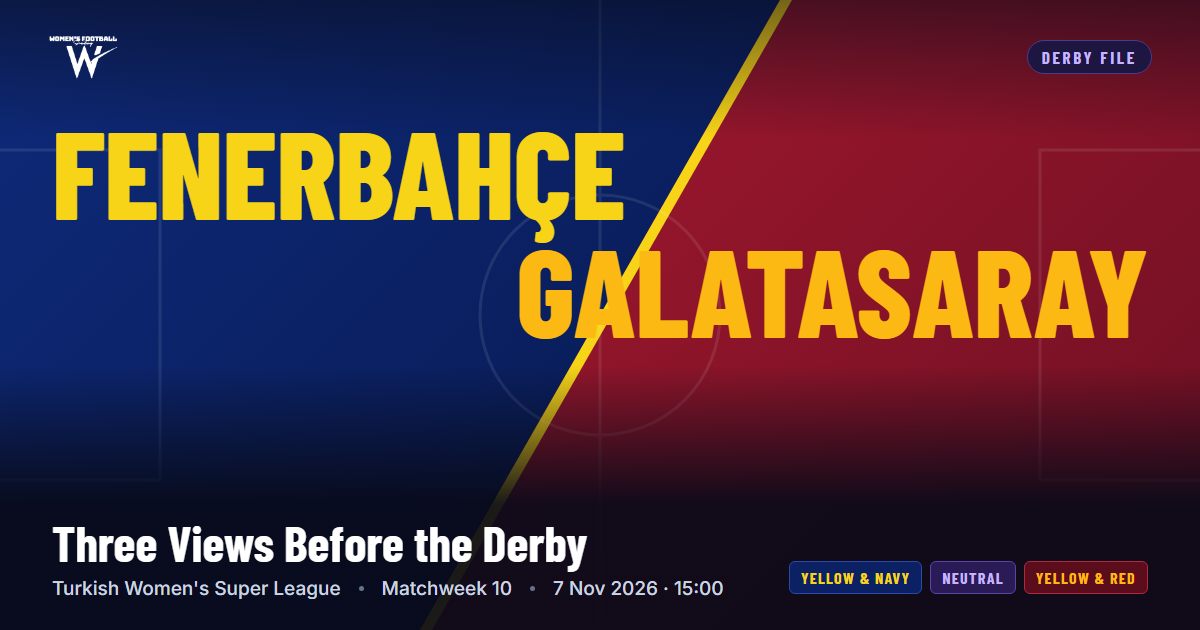 WOMEN'S FOOTBALL
W
DERBY FILE
FENERBAHÇE
GALATASARAY
Three Views Before the Derby
Turkish Women's Super League • Matchweek 10 • 7 Nov 2026 · 15:00
YELLOW & NAVY
NEUTRAL
YELLOW & RED